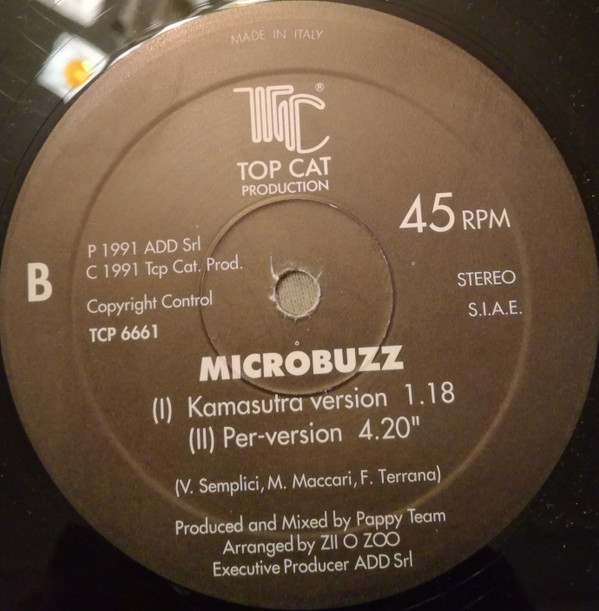 MADE IN ITALY
TCC®
TOP CAT
PRODUCTION
45 RPM
B
P 1991 ADD Srl
C 1991 Tcp Cat. Prod.
Copyright Control
TCP 6661
STEREO
S.I.A.E.
MICROBUZZ
(I) Kamasutra version 1.18
(II) Per-version 4.20"
(V. Semplici, M. Maccari, F. Terrana)
Produced and Mixed by Pappy Team
Arranged by ZII O ZOO
Executive Producer ADD Srl